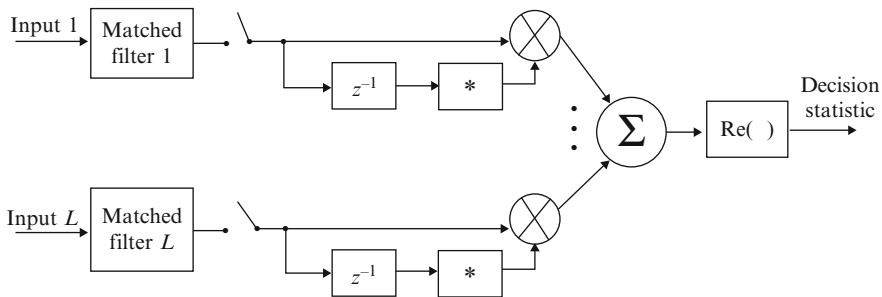 Input 1
Matched
filter 1
z⁻¹
*
Σ
Re( )
Decision
statistic
Input L
Matched
filter L
z⁻¹
*